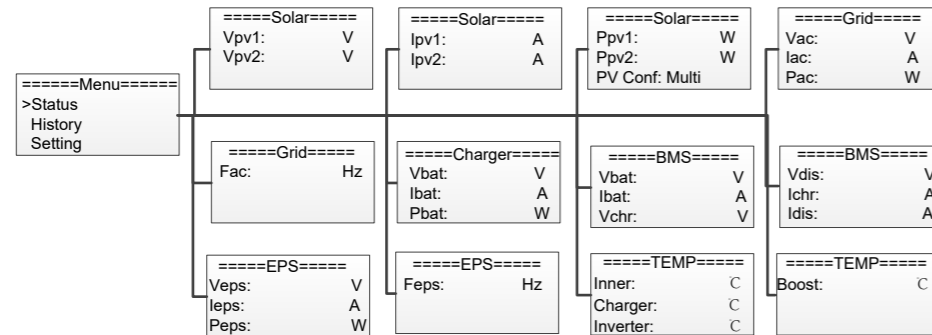 ======Menu======
>Status
History
Setting
=====Solar=====
Vpv1: V
Vpv2: V
=====Solar=====
Ipv1: A
Ipv2: A
=====Solar=====
Ppv1: W
Ppv2: W
PV Conf: Multi
=====Grid=====
Vac: V
Iac: A
Pac: W
=====Grid=====
Fac: Hz
=====Charger=====
Vbat: V
Ibat: A
Pbat: W
=====BMS=====
Vbat: V
Ibat: A
Vchr: V
=====BMS=====
Vdis: V
Ichr: A
Idis: A
=====EPS=====
Veps: V
Ieps: A
Peps: W
=====EPS=====
Feps: Hz
=====TEMP=====
Inner: ℃
Charger: ℃
Inverter: ℃
=====TEMP=====
Boost: ℃